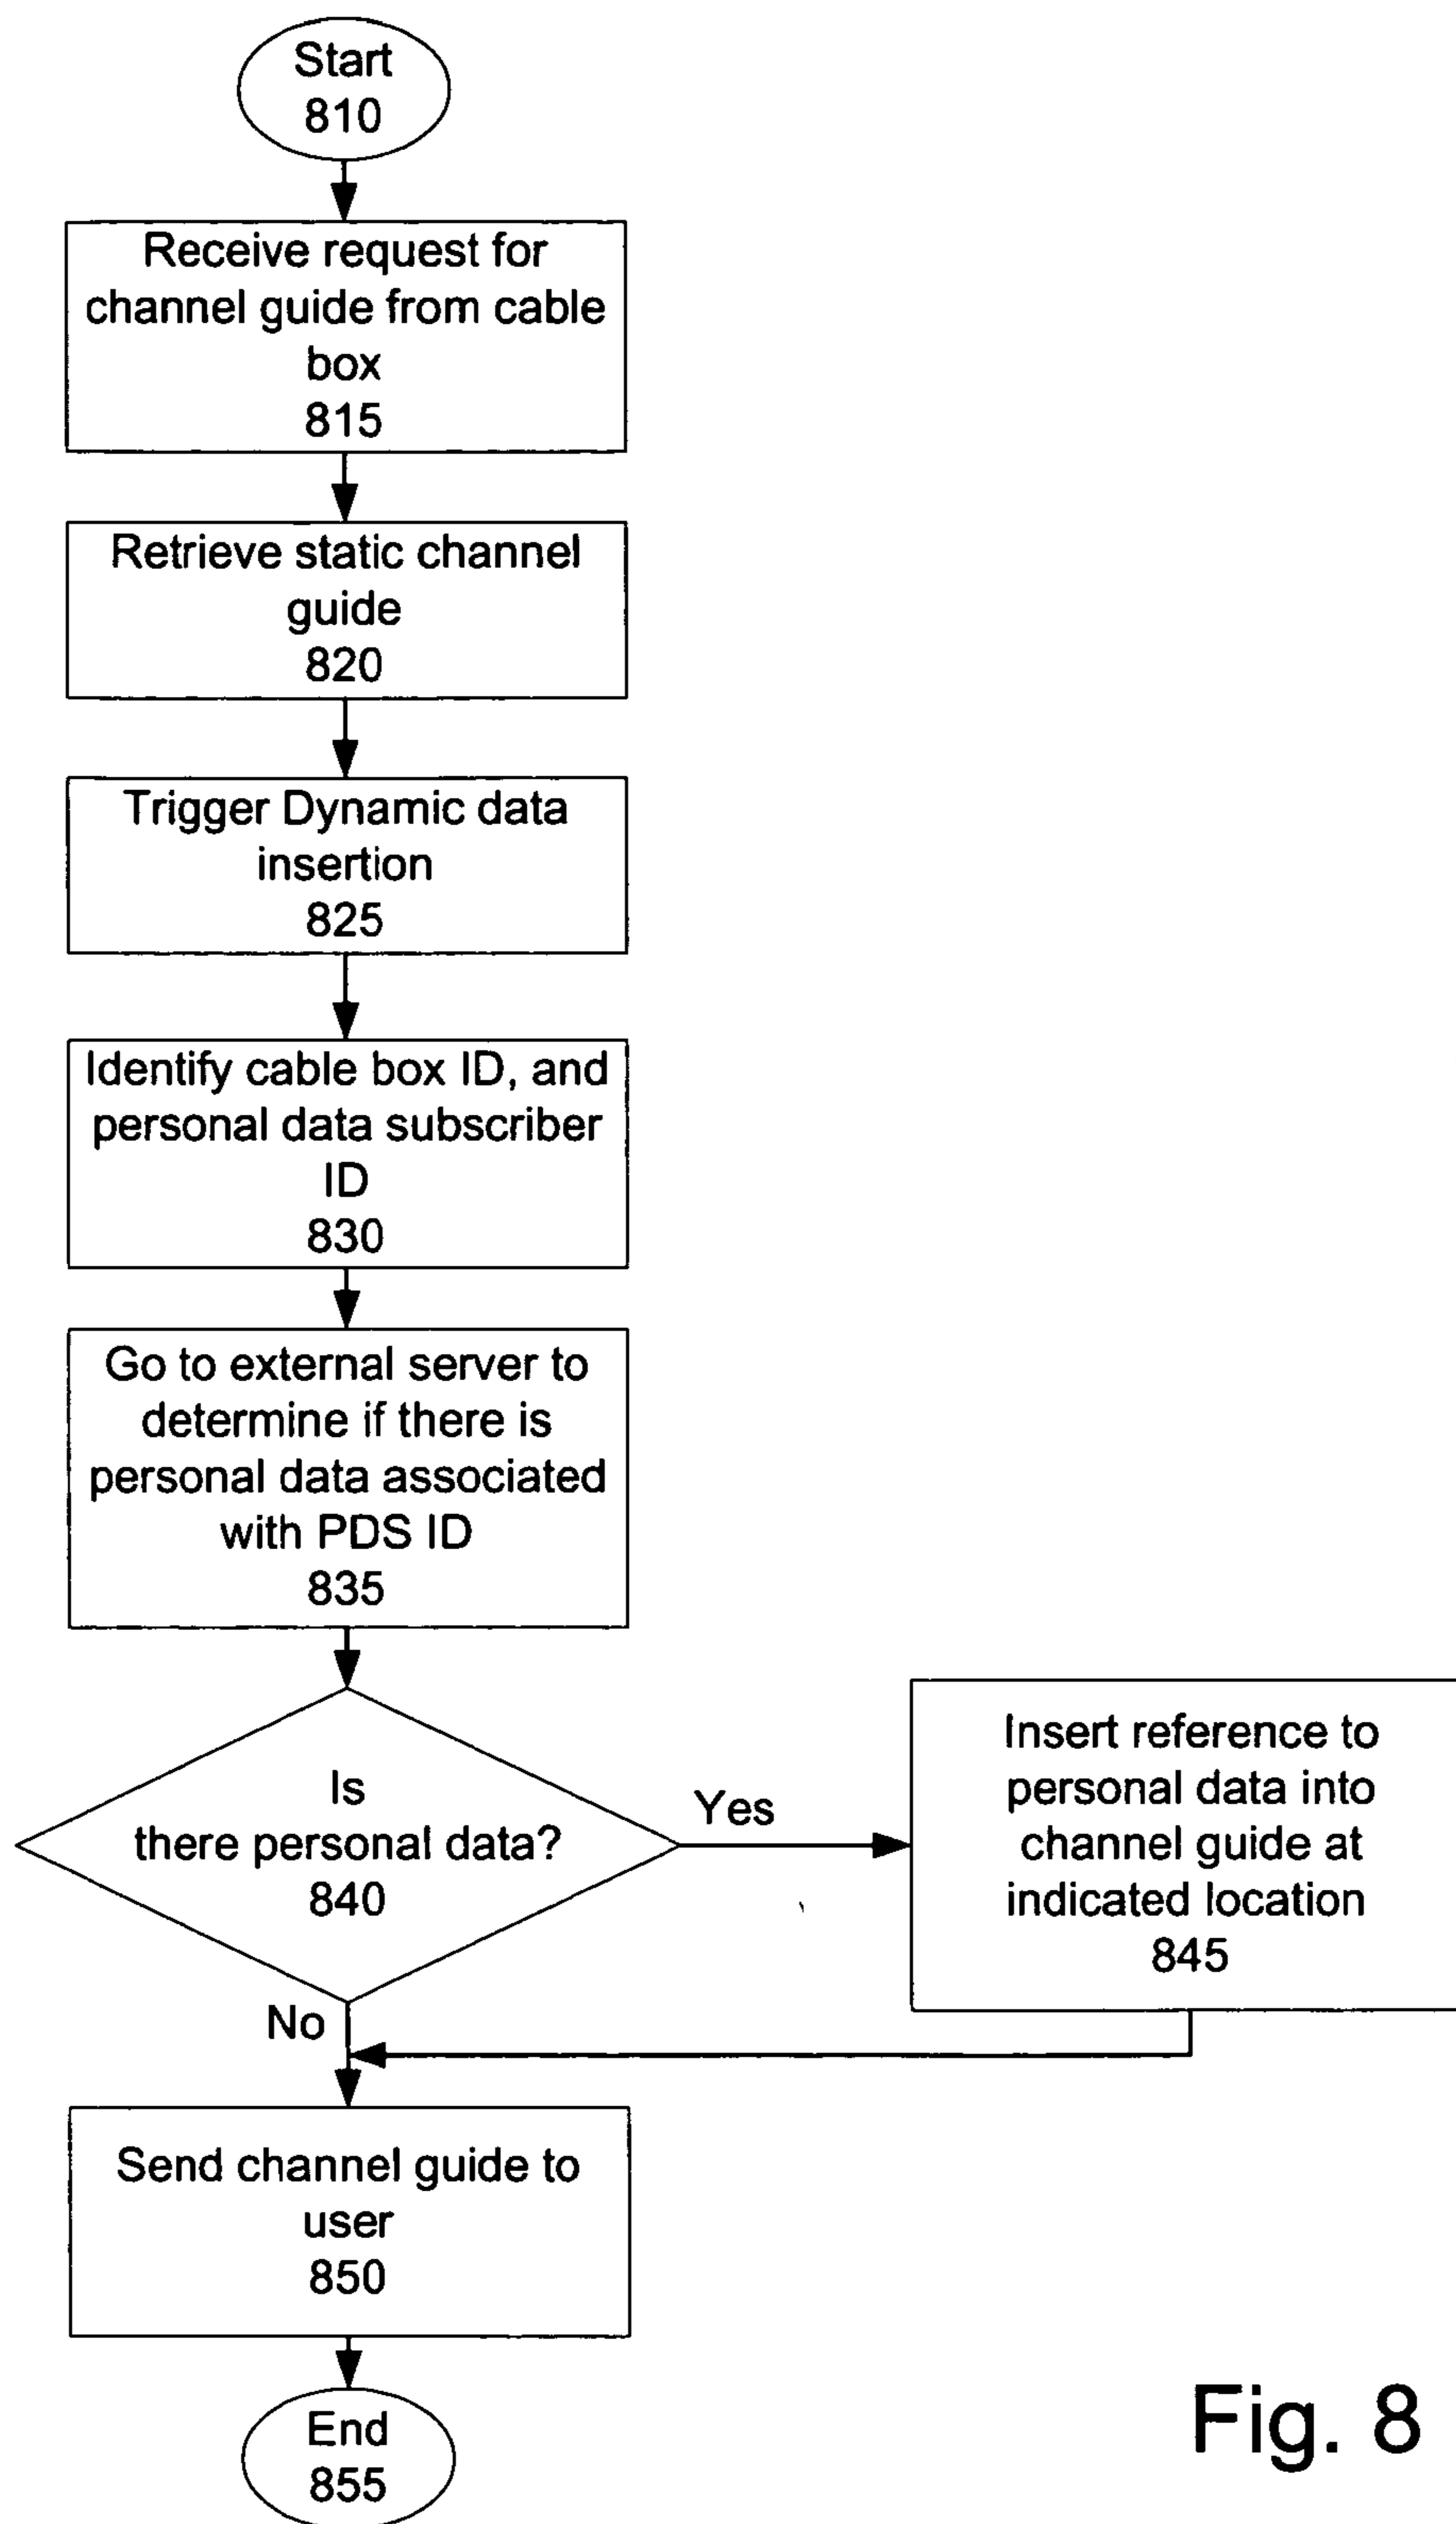 Start
810
Receive request for
channel guide from cable
box
815
Retrieve static channel
guide
820
Trigger Dynamic data
insertion
825
Identify cable box ID, and
personal data subscriber
ID
830
Go to external server to
determine if there is
personal data associated
with PDS ID
835
Is
there personal data?
840
Yes
Insert reference to
personal data into
channel guide at
indicated location
845
No
Send channel guide to
user
850
End
855
Fig. 8